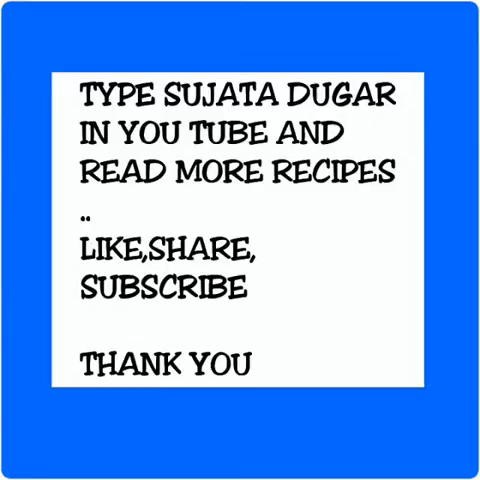 TYPE SUJATA DUGAR
IN YOU TUBE AND
READ MORE RECIPES
..
LIKE,SHARE,
SUBSCRIBE
THANK YOU